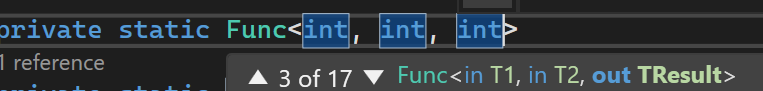 private static Func<int, int, int>
1 reference
▲ 3 of 17 ▼ Func<in T1, in T2, out TResult>
private static